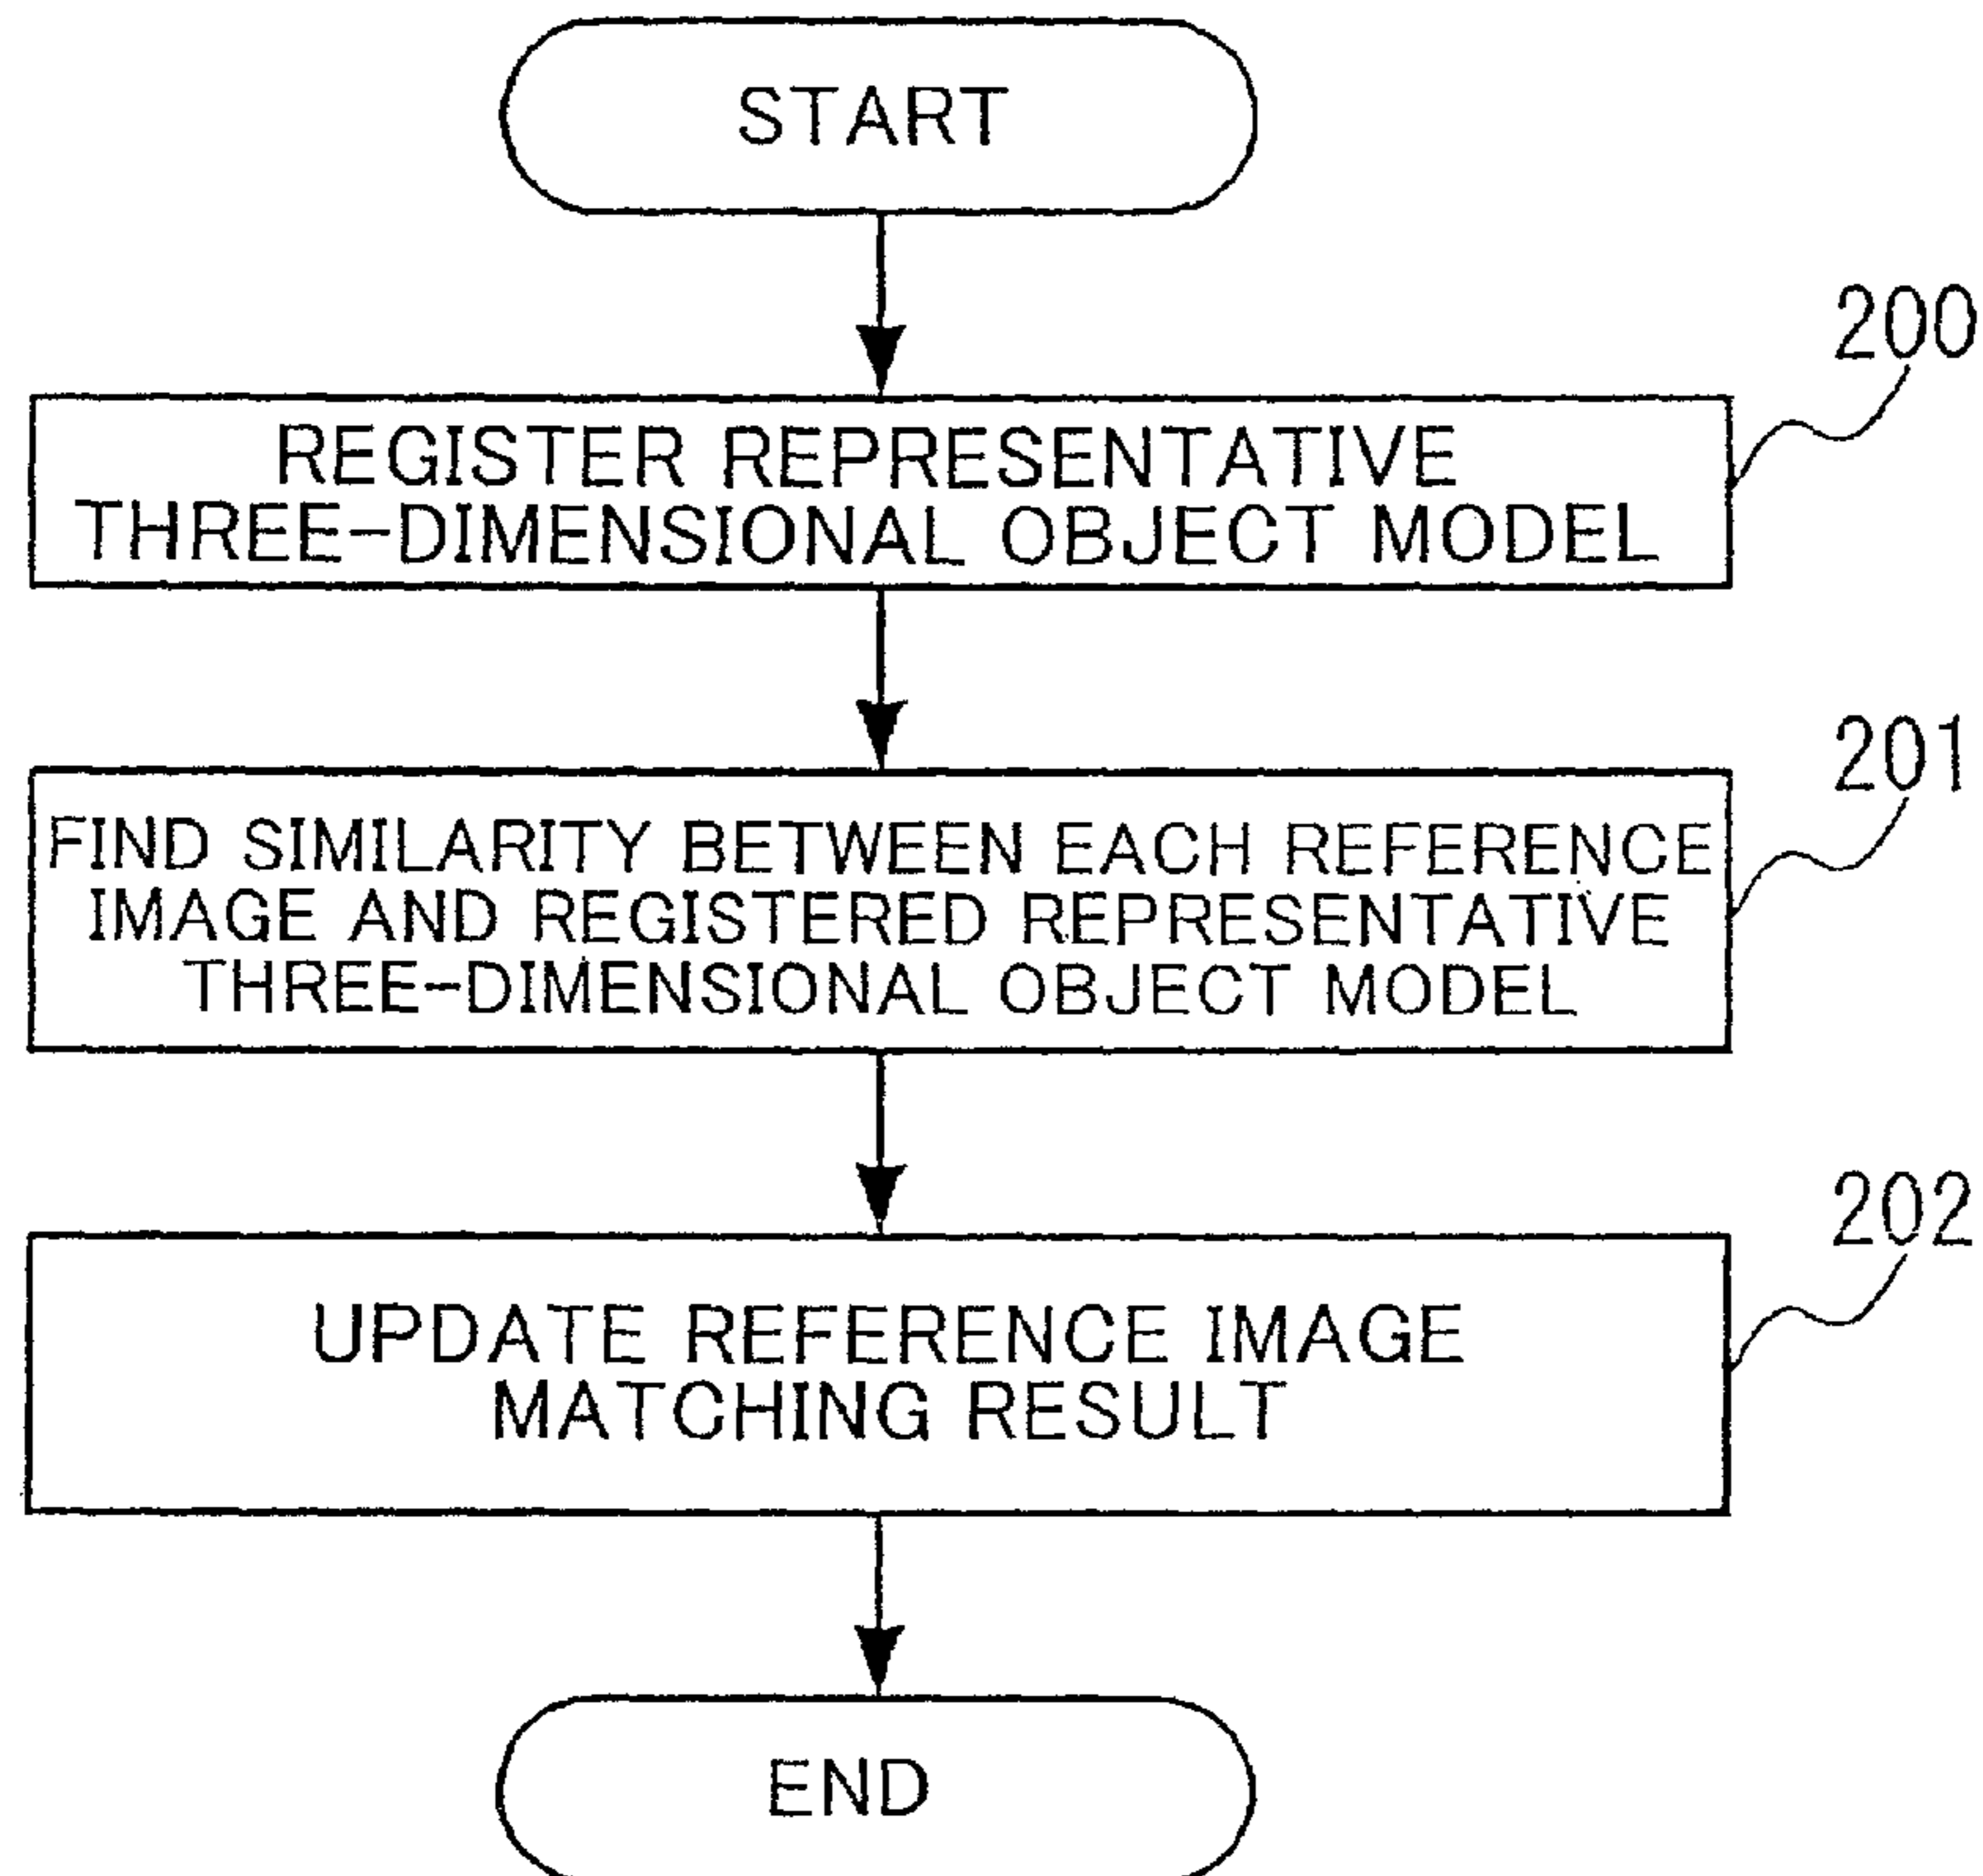 START
200
REGISTER REPRESENTATIVE
THREE-DIMENSIONAL OBJECT MODEL
201
FIND SIMILARITY BETWEEN EACH REFERENCE
IMAGE AND REGISTERED REPRESENTATIVE
THREE-DIMENSIONAL OBJECT MODEL
202
UPDATE REFERENCE IMAGE
MATCHING RESULT
END